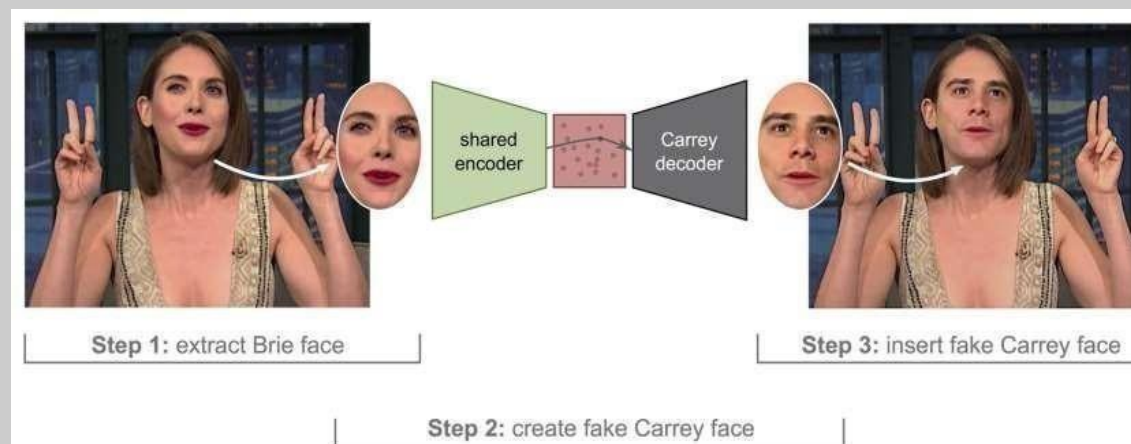 shared
encoder
Carrey
decoder
Step 1: extract Brie face
Step 3: insert fake Carrey face
Step 2: create fake Carrey face